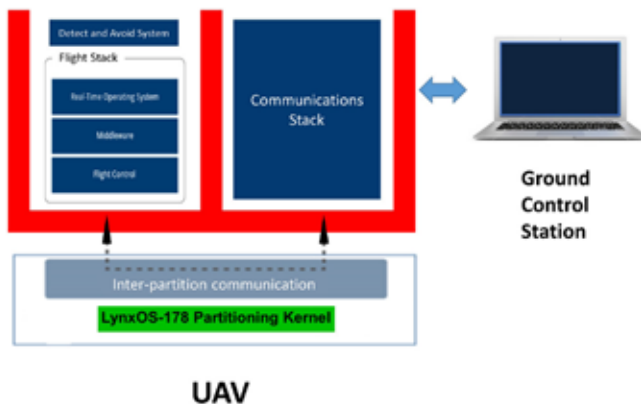 Detect and Avoid System
Flight Stack
Real-Time Operating System
Middleware
Flight Control
Communications
Stack
Ground
Control
Station
Inter-partition communication
LynxOS-178 Partitioning Kernel
UAV